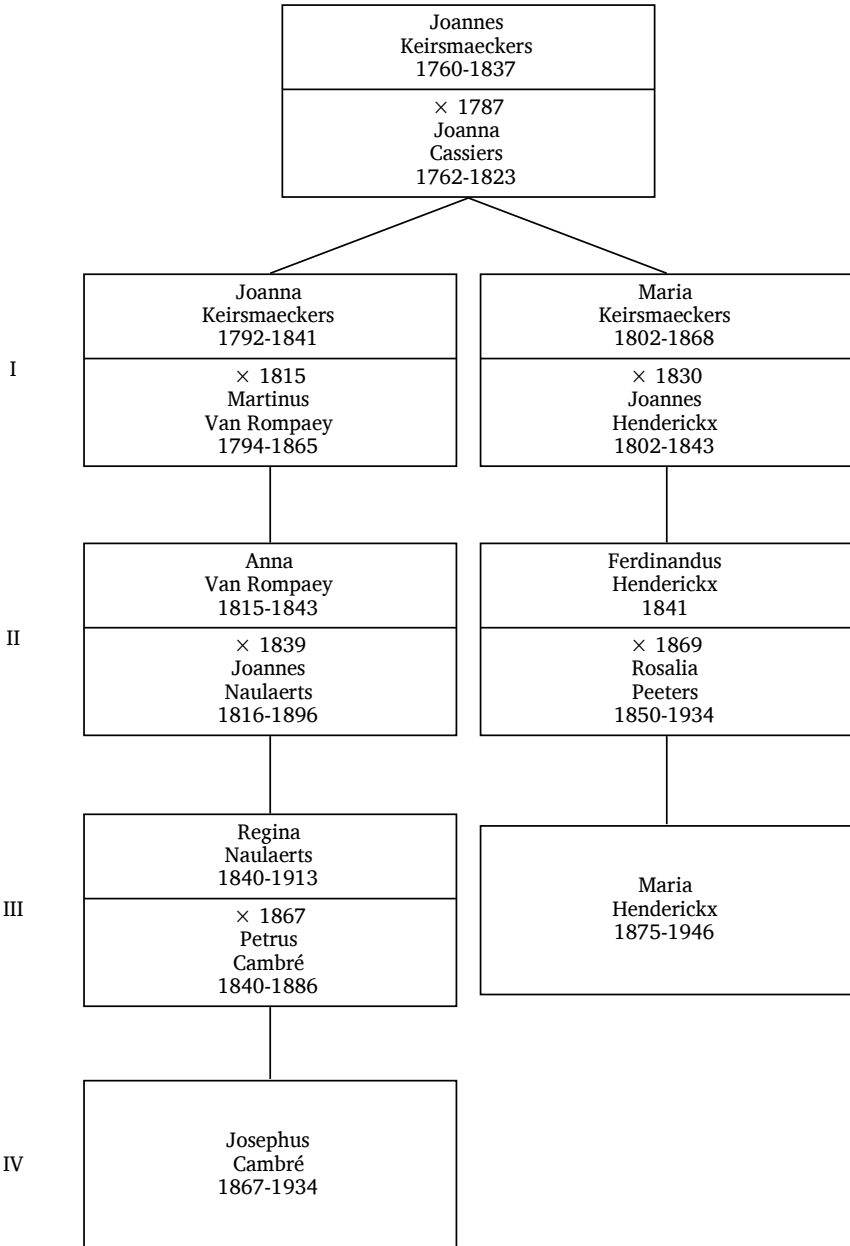 Joannes
Keirsmaeckers
1760-1837
× 1787
Joanna
Cassiers
1762-1823
I
Joanna
Keirsmaeckers
1792-1841
× 1815
Martinus
Van Rompaey
1794-1865
Maria
Keirsmaeckers
1802-1868
× 1830
Joannes
Henderickx
1802-1843
II
Anna
Van Rompaey
1815-1843
× 1839
Joannes
Naulaerts
1816-1896
Ferdinandus
Henderickx
1841
× 1869
Rosalia
Peeters
1850-1934
III
Regina
Naulaerts
1840-1913
× 1867
Petrus
Cambré
1840-1886
Maria
Henderickx
1875-1946
IV
Josephus
Cambré
1867-1934